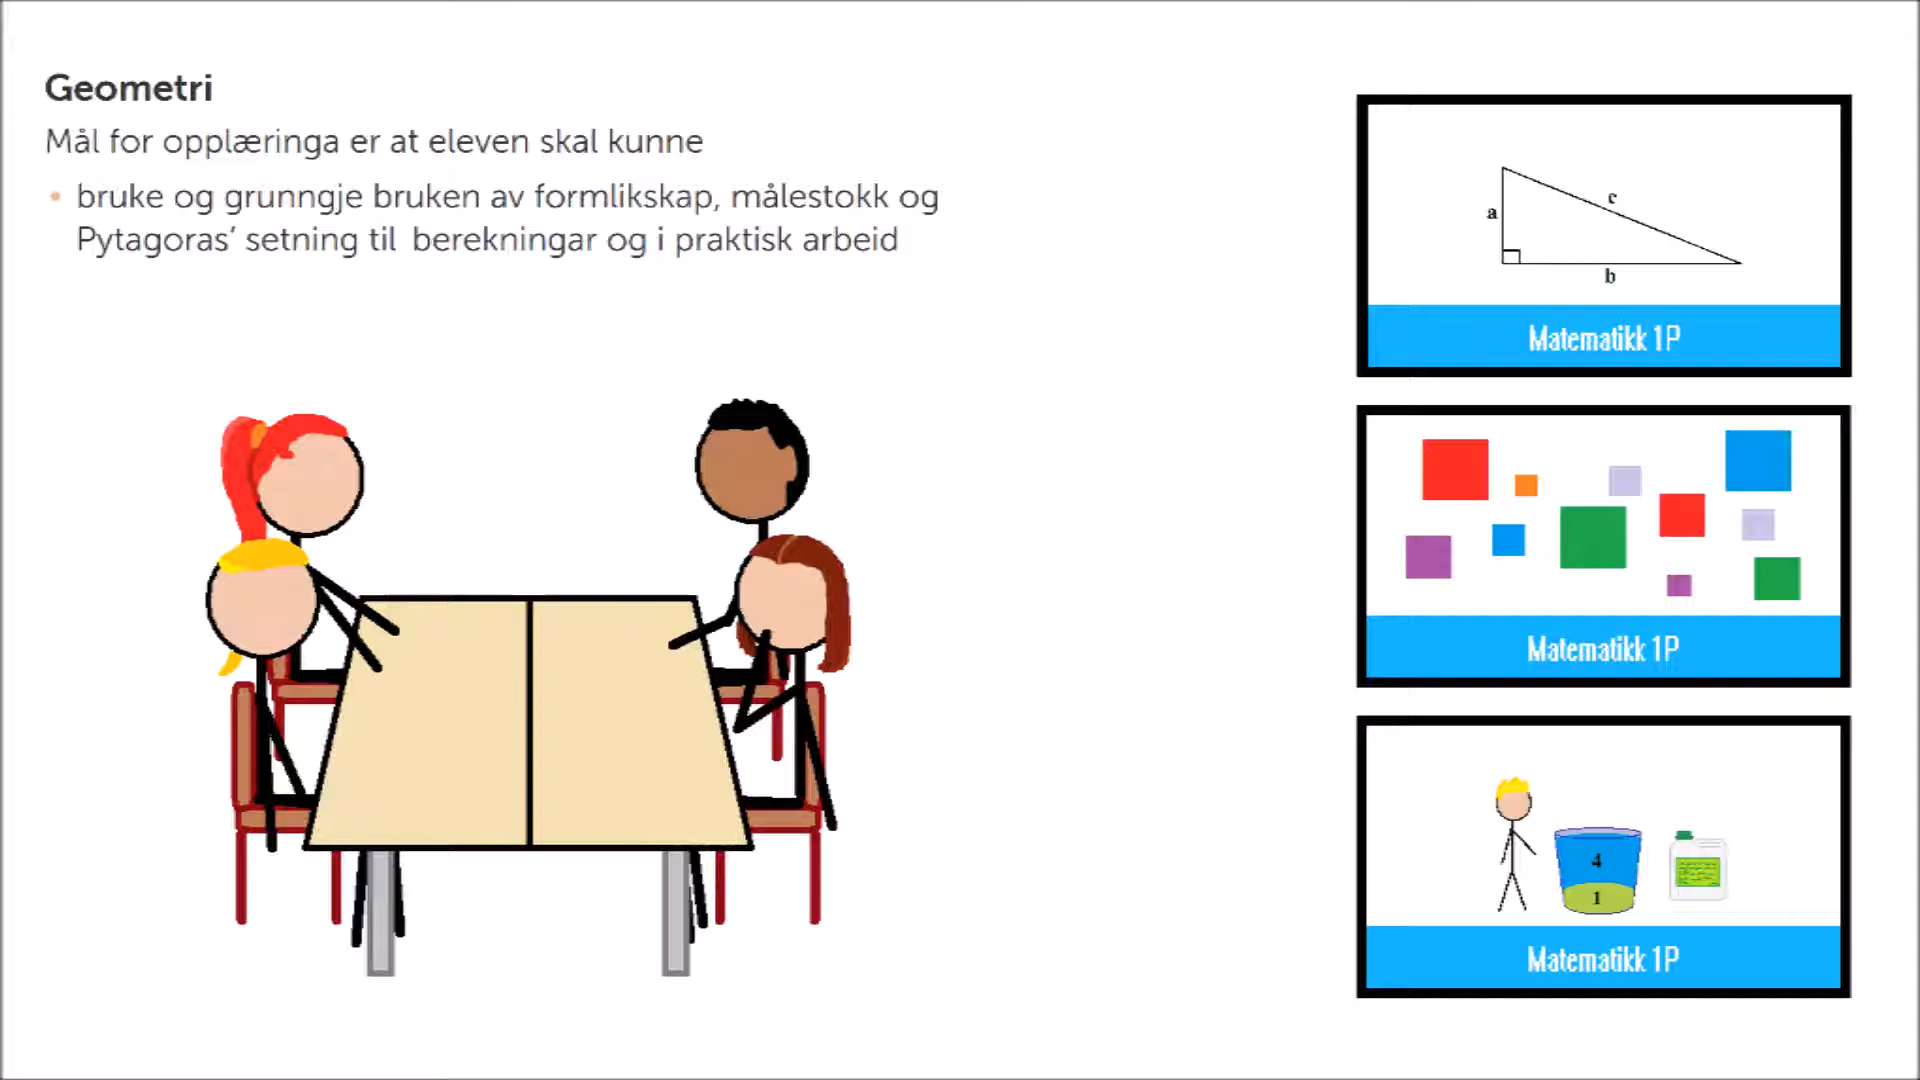 Geometri
Mål for opplæringa er at eleven skal kunne
• bruke og grunngje bruken av formlikskap, målestokk og
Pytagoras’ setning til berekningar og i praktisk arbeid
a
c
b
Matematikk 1P
Matematikk 1P
4
1
Matematikk 1P